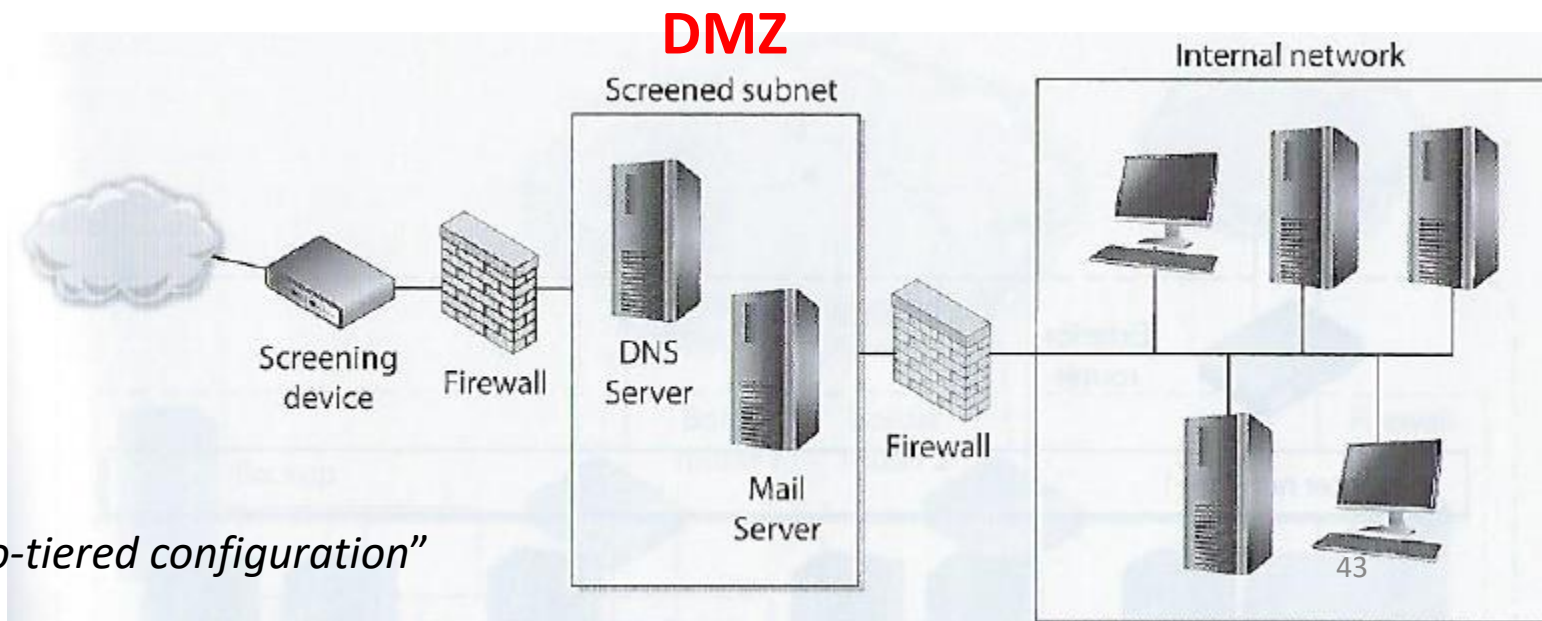 DMZ
Screened subnet
Internal network
Screening
device
Firewall
DNS
Server
Mail
Server
Firewall
o-tiered configuration”
43